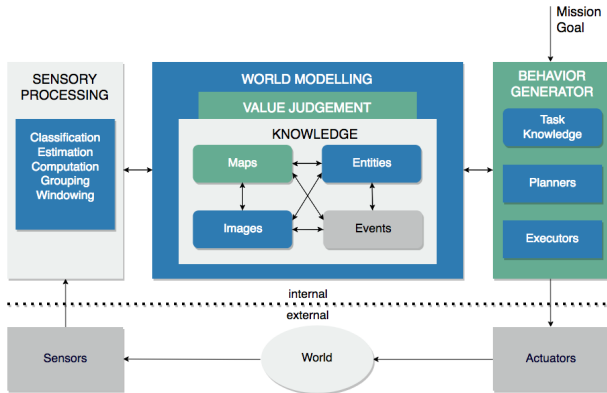 Mission
Goal
SENSORY
PROCESSING
Classification
Estimation
Computation
Grouping
Windowing
WORLD MODELLING
VALUE JUDGEMENT
KNOWLEDGE
Maps
Entities
Images
Events
BEHAVIOR
GENERATOR
Task
Knowledge
Planners
Executors
internal
external
Sensors
World
Actuators